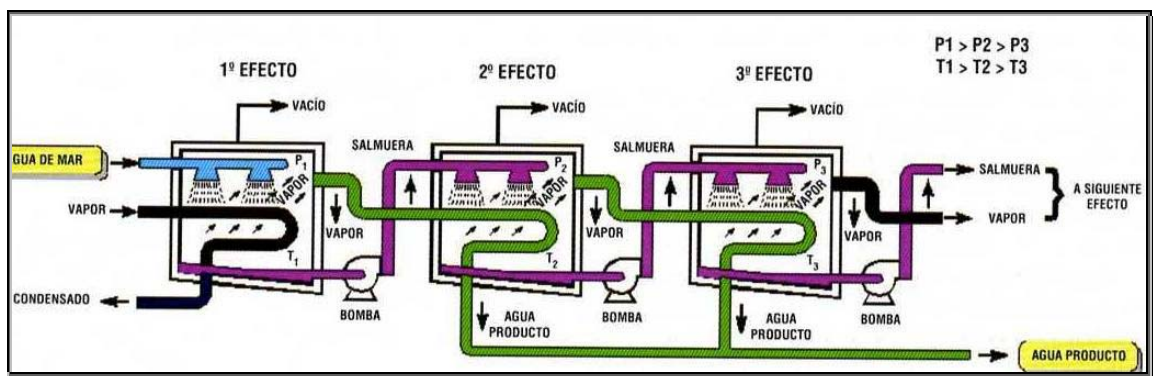 P1 > P2 > P3
T1 > T2 > T3
1º EFECTO
2º EFECTO
3º EFECTO
VACÍO
VACÍO
VACÍO
GUA DE MAR
P1
SALMUERA
P2
SALMUERA
P3
SALMUERA
VAPOR
VAPOR
VAPOR
A SIGUIENTE
EFECTO
VAPOR
VAPOR
VAPOR
VAPOR
VAPOR
T1
T2
T3
CONDENSADO
BOMBA
AGUA
PRODUCTO
BOMBA
AGUA
PRODUCTO
BOMBA
AGUA PRODUCTO